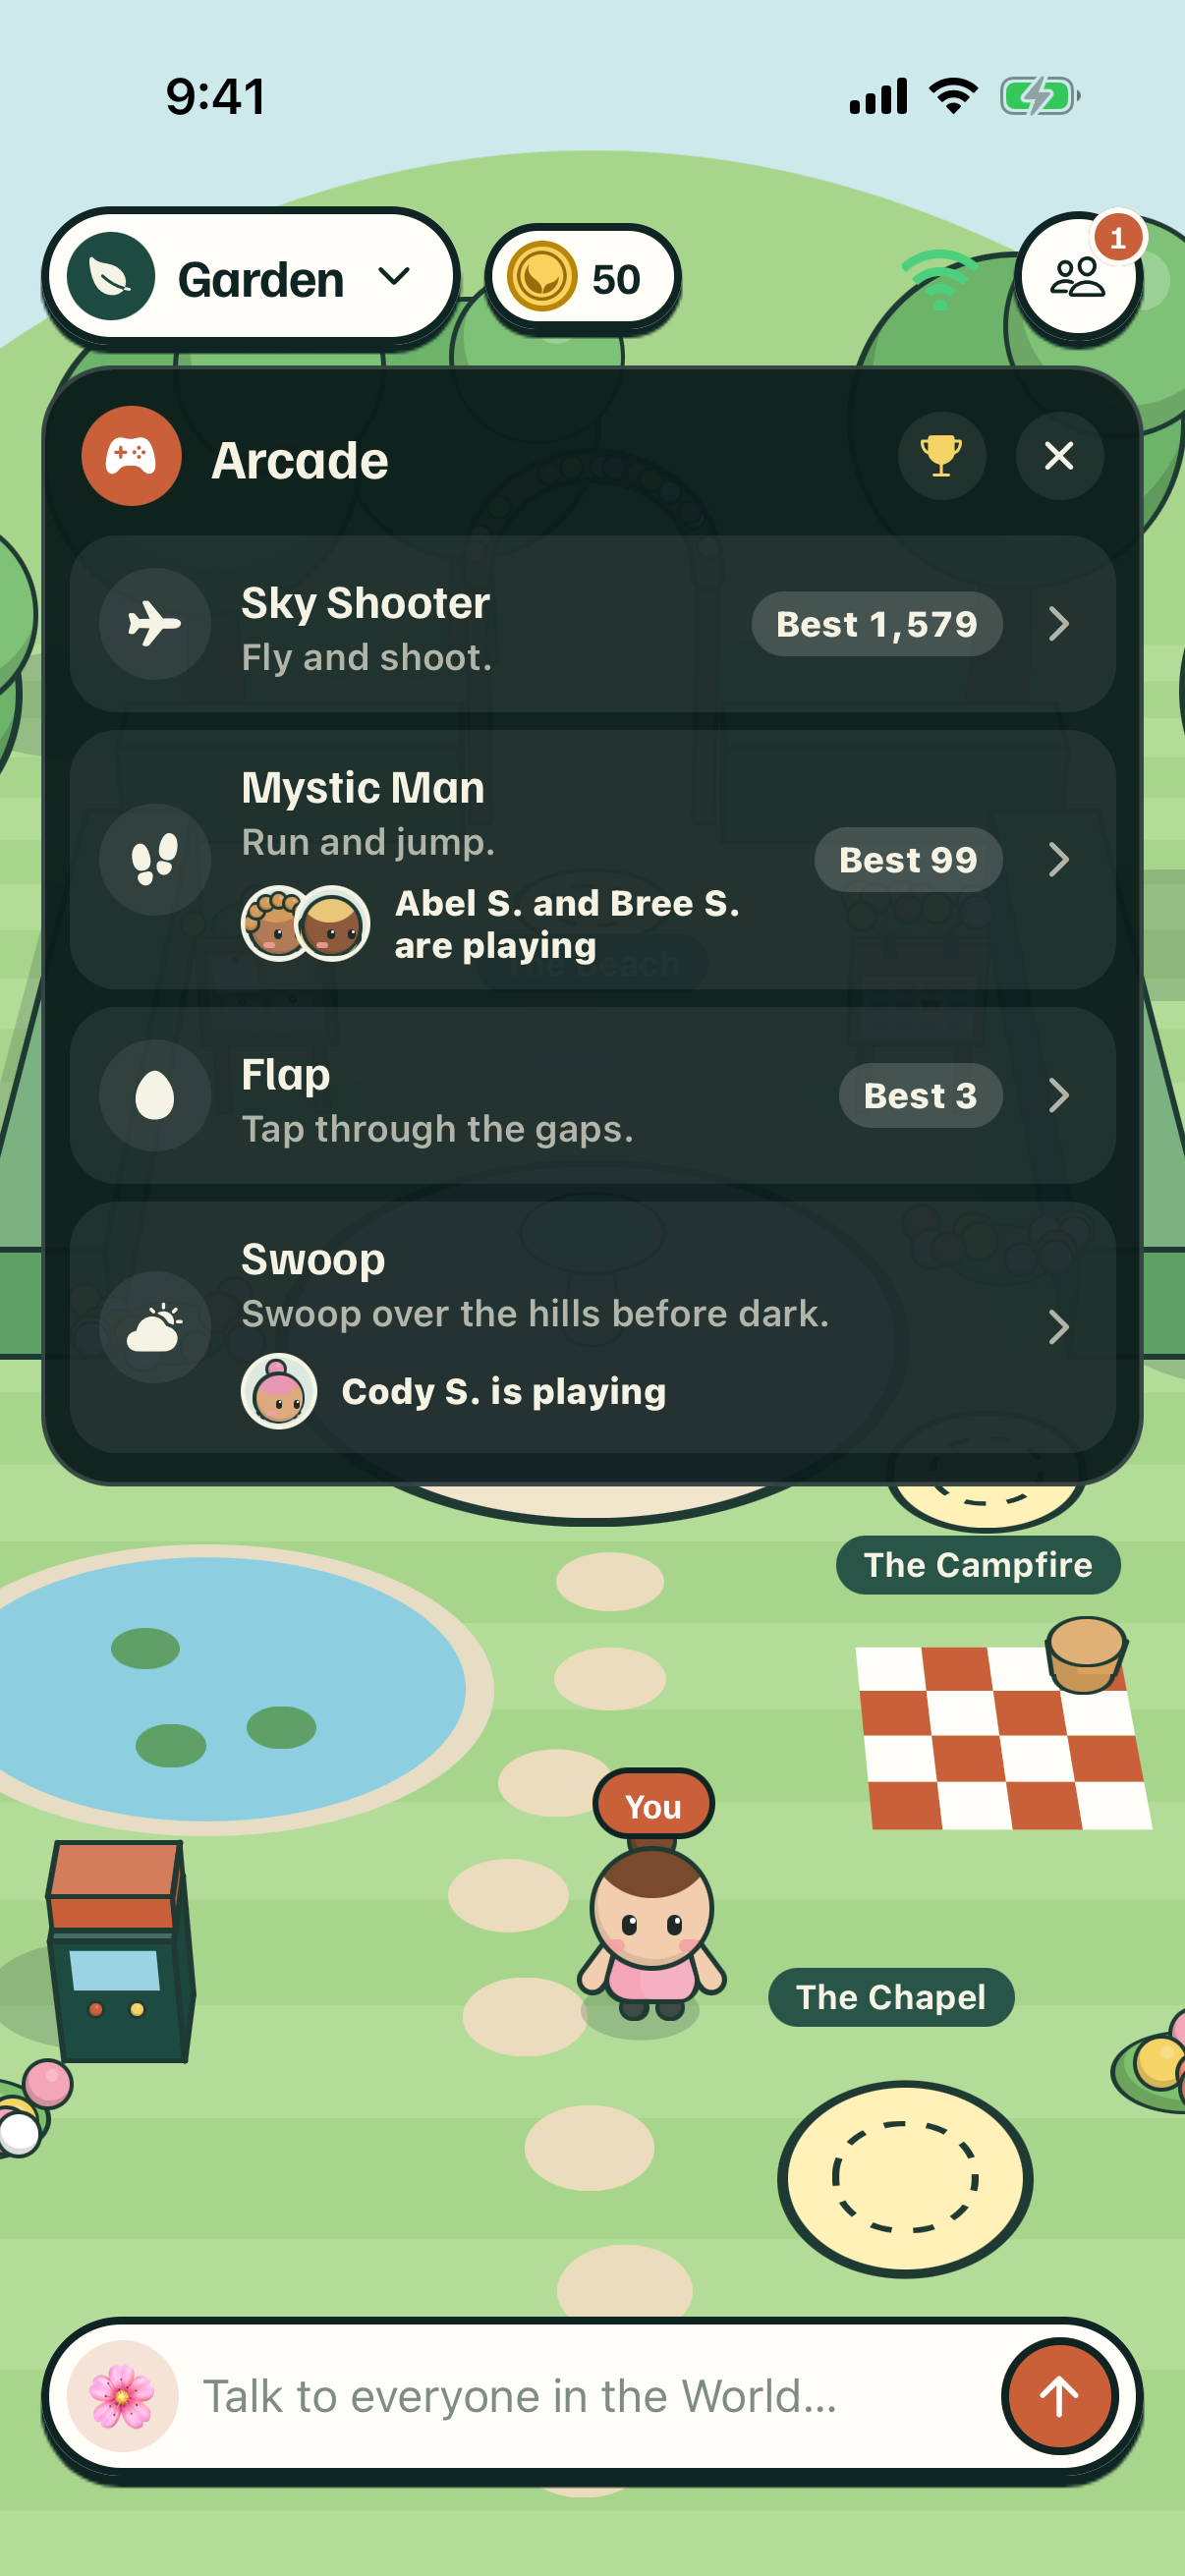 9:41
Garden
50
1
Arcade
Sky Shooter
Fly and shoot.
Best 1,579
Mystic Man
Run and jump.
Best 99
Abel S. and Bree S.
are playing
The Beach
Flap
Tap through the gaps.
Best 3
Swoop
Swoop over the hills before dark.
Cody S. is playing
The Campfire
You
The Chapel
Talk to everyone in the World...